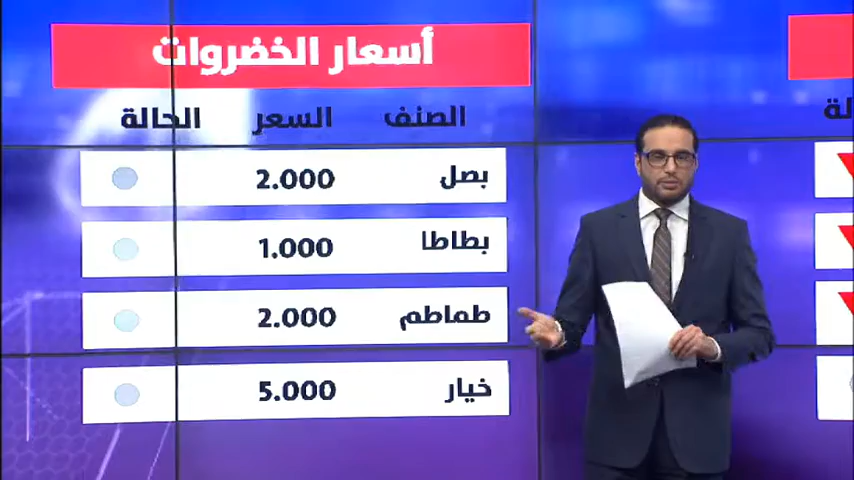 أسعار الخضروات
الصنف السعر الحالة
بصل 2.000
بطاطا 1.000
طماطم 2.000
خيار 5.000